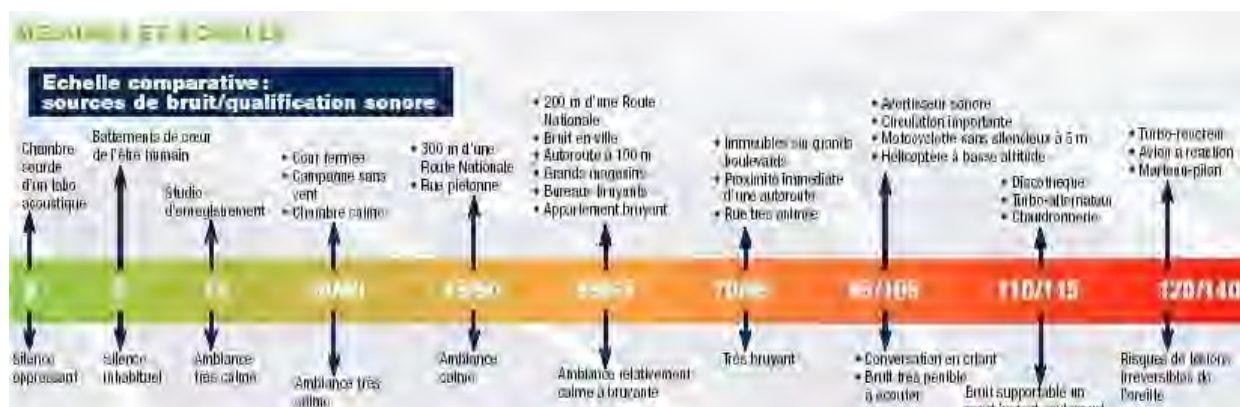 Echelle comparative :
sources de bruit/qualification sonore
Chambre
sourde
d'un labo
acoustique
Battements de cœur
de l'être humain
Studio
d'enregistrement
• Cour fermée
• Campagne sans
vent
• Chambre calme
• 300 m d'une
Route Nationale
• Rue piétonne
• 200 m d'une Route
Nationale
• Bruit en ville
• Autoroute à 100 m
• Grands magasins
• Bureaux bruyants
• Appartement bruyant
• Immeubles sur grands
boulevards
• Proximité immédiate
d'une autoroute
• Rue très animée
• Avertisseur sonore
• Circulation importante
• Motocyclette sans silencieux à 5 m
• Hélicoptère à basse altitude
• Discothèque
• Turbo-alternateur
• Chaudronnerie
• Turbo-réacteur
• Avion à réaction
• Marteau-pilon
110/115
120/140
Silence
oppressant
Silence
inhabituel
Ambiance
très calme
Ambiance très
calme
Ambiance
calme
Ambiance relativement
calme à bruyante
Très bruyant
• Conversation en criant
• Bruit très pénible
à écouter
Bruit supportable un
Risques de lésions
irréversibles de
l'oreille